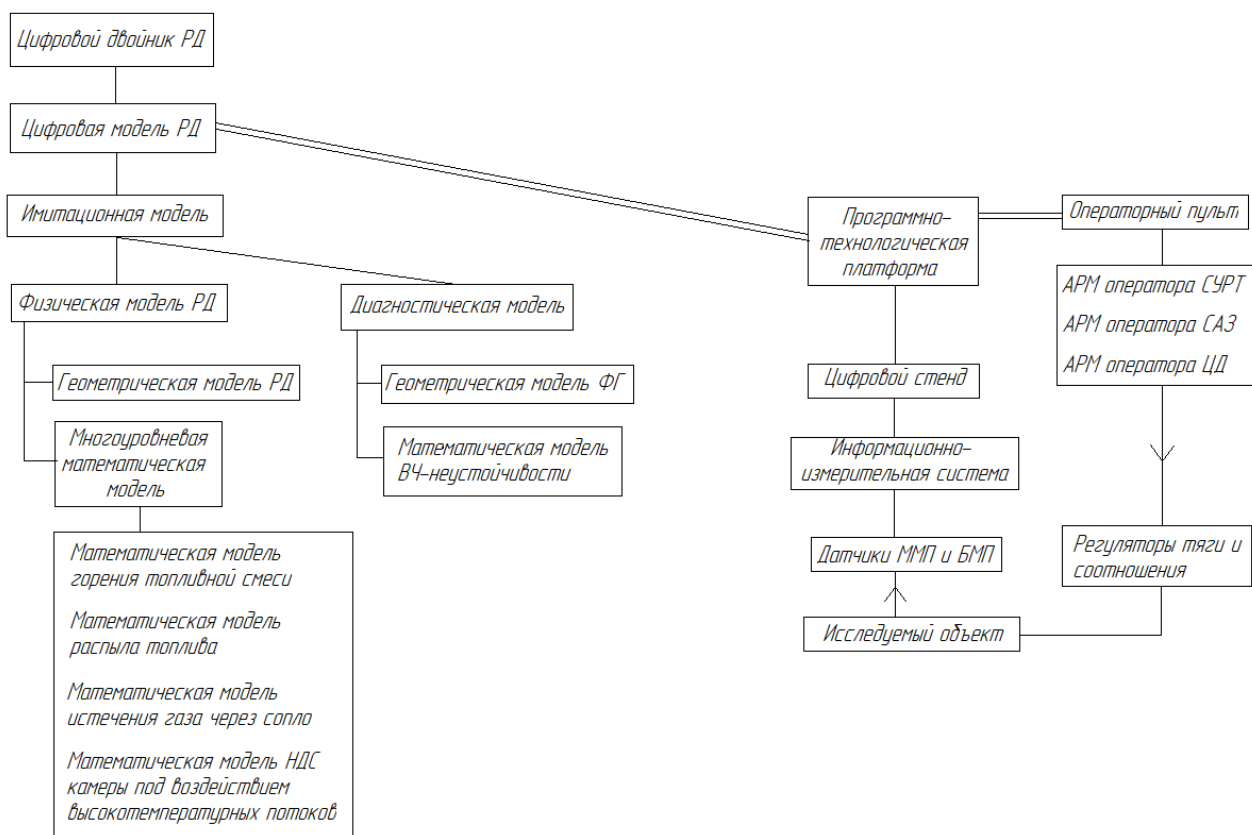 Цифровой двойник РД
Цифровая модель РД
Имитационная модель
Физическая модель РД
Диагностическая модель
Геометрическая модель РД
Геометрическая модель ФГ
Многоуровневая
математическая
модель
Математическая модель
ВЧ-неустойчивости
Математическая модель
горения топливной смеси
Математическая модель
распыла топлива
Математическая модель
истечения газа через сопло
Математическая модель НДС
камеры под воздействием
высокотемпературных потоков
Программно-
технологическая
платформа
Операторный пульт
АРМ оператора СУРТ
АРМ оператора САЗ
АРМ оператора ЦД
Цифровой стенд
Информационно-
измерительная система
Датчики ММП и БМП
Регуляторы тяги и
соотношения
Исследуемый объект